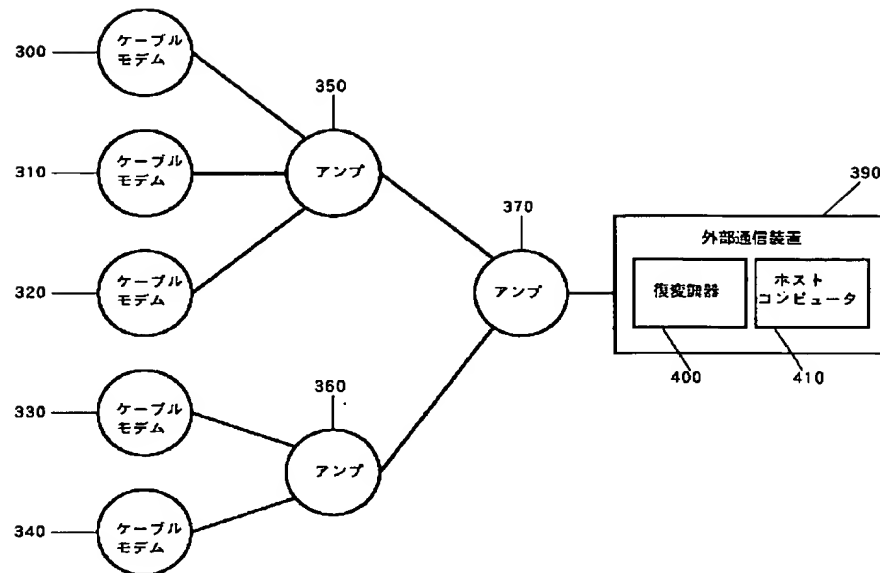 300
ケーブル
モデム
350
310
ケーブル
モデム
アンプ
390
370
外部通信装置
320
ケーブル
モデム
アンプ
復変調器
ホスト
コンピュータ
400
410
360
330
ケーブル
モデム
アンプ
340
ケーブル
モデム